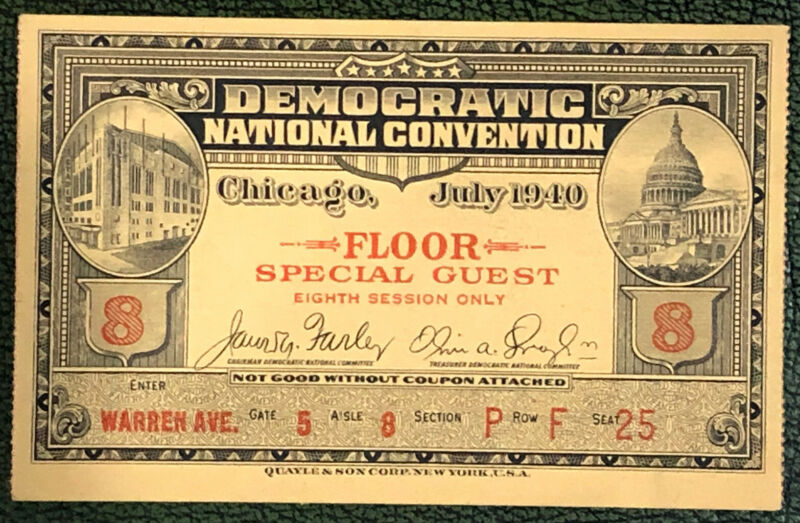 DEMOCRATIC
NATIONAL CONVENTION
Chicago, July 1940
FLOOR
SPECIAL GUEST
EIGHTH SESSION ONLY
8 8
James A. Farley
CHAIRMAN DEMOCRATIC NATIONAL COMMITTEE TREASURER DEMOCRATIC NATIONAL COMMITTEE
NOT GOOD WITHOUT COUPON ATTACHED
ENTER
WARREN AVE. GATE 5 AISLE 8 SECTION P ROW F SEAT 25
QUAYLE & SON CORP. NEW YORK, U.S.A.